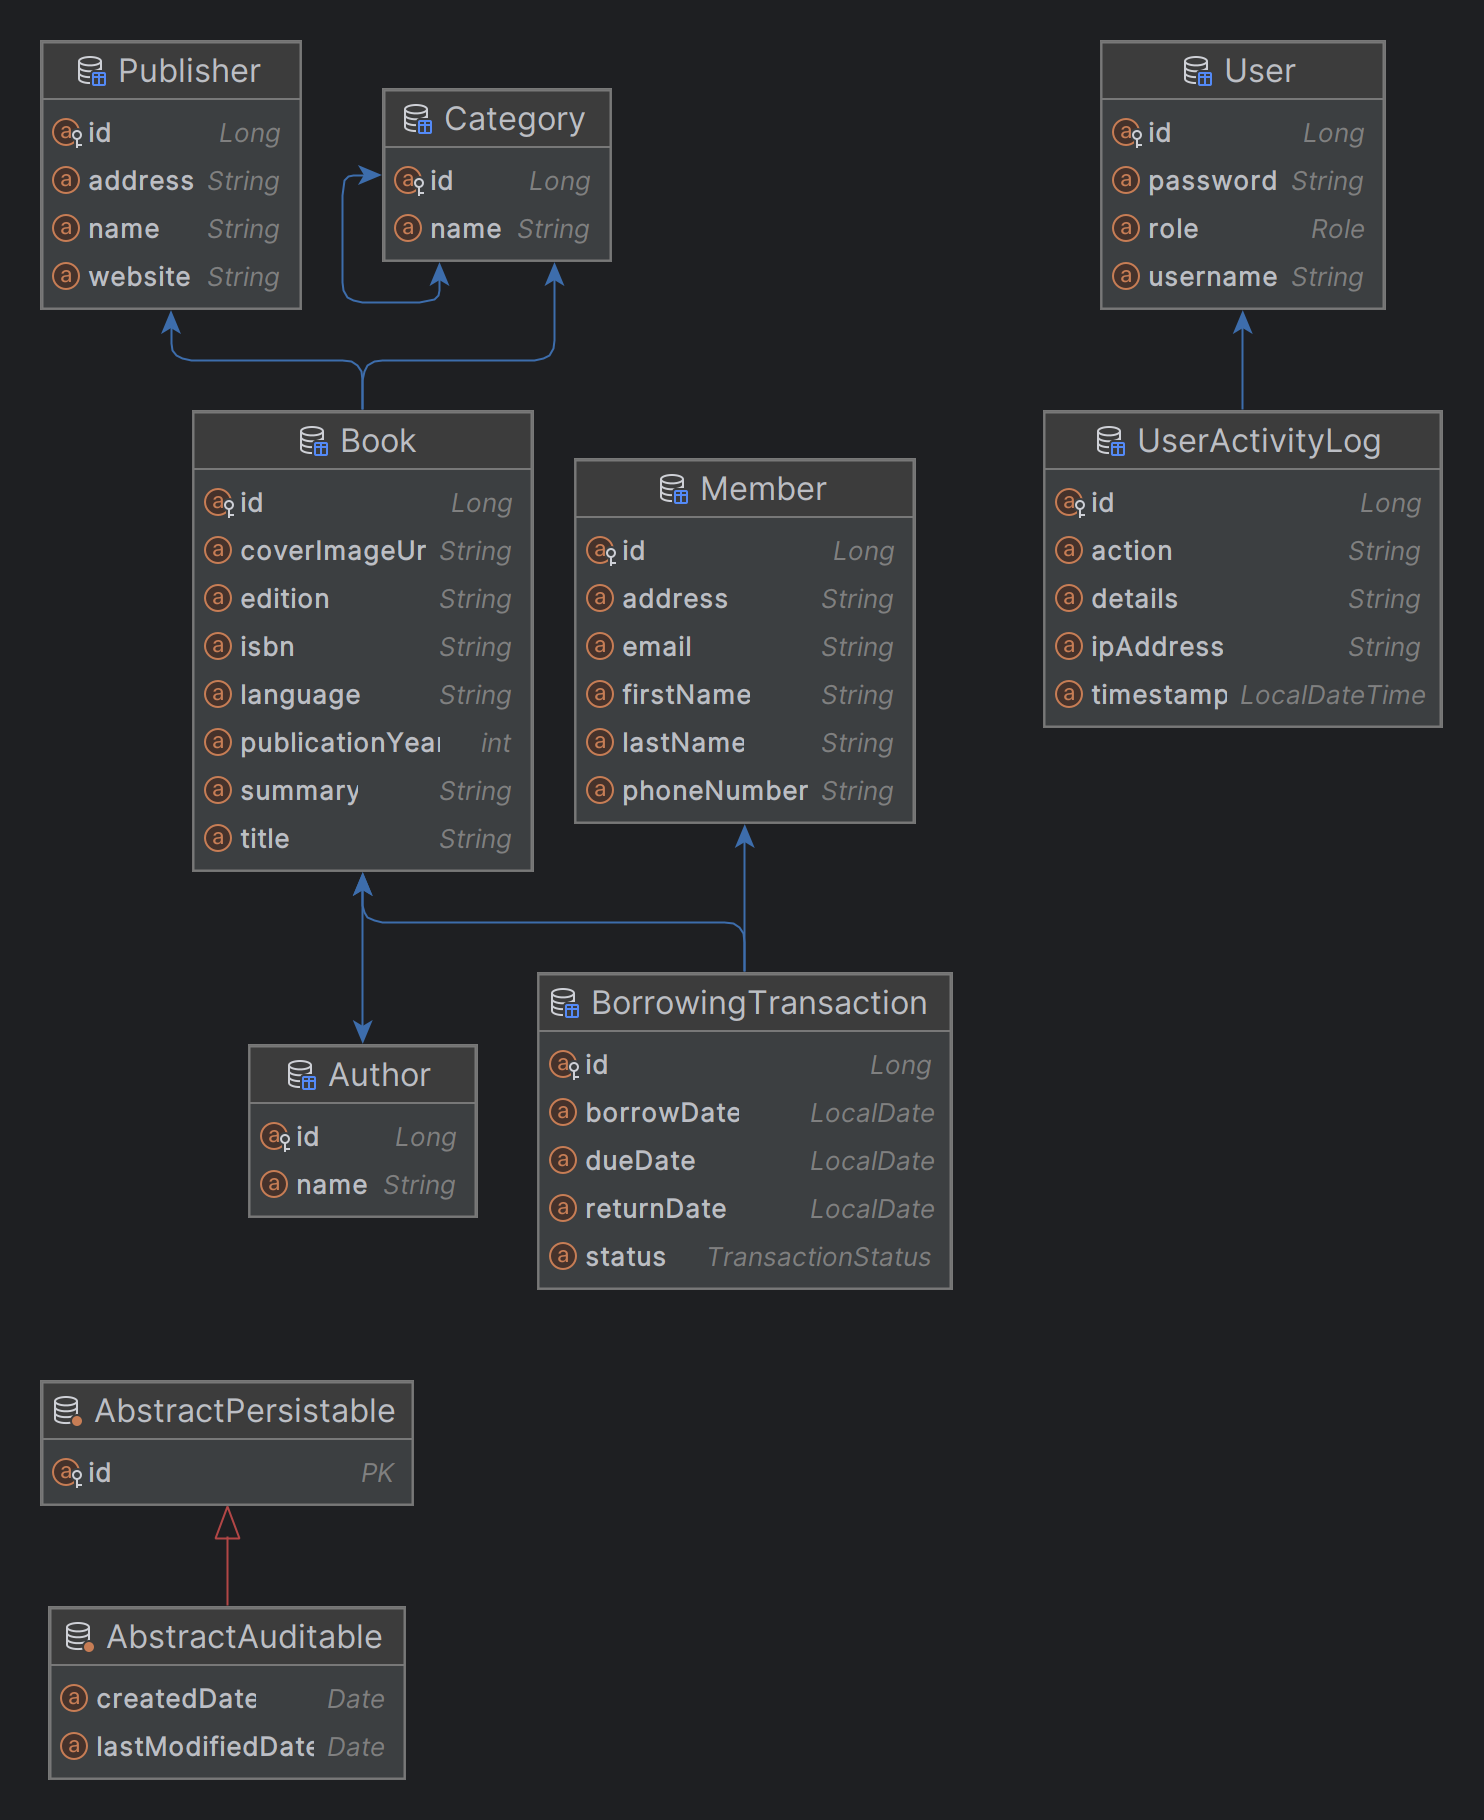 Publisher
id Long
address String
name String
website String
Category
id Long
name String
User
id Long
password String
role Role
username String
Book
id Long
coverImageUr String
edition String
isbn String
language String
publicationYear int
summary String
title String
Member
id Long
address String
email String
firstName String
lastName String
phoneNumber String
UserActivityLog
id Long
action String
details String
ipAddress String
timestamp LocalDateTime
Author
id Long
name String
BorrowingTransaction
id Long
borrowDate LocalDate
dueDate LocalDate
returnDate LocalDate
status TransactionStatus
AbstractPersistable
id PK
AbstractAuditable
createdDate Date
lastModifiedDate Date